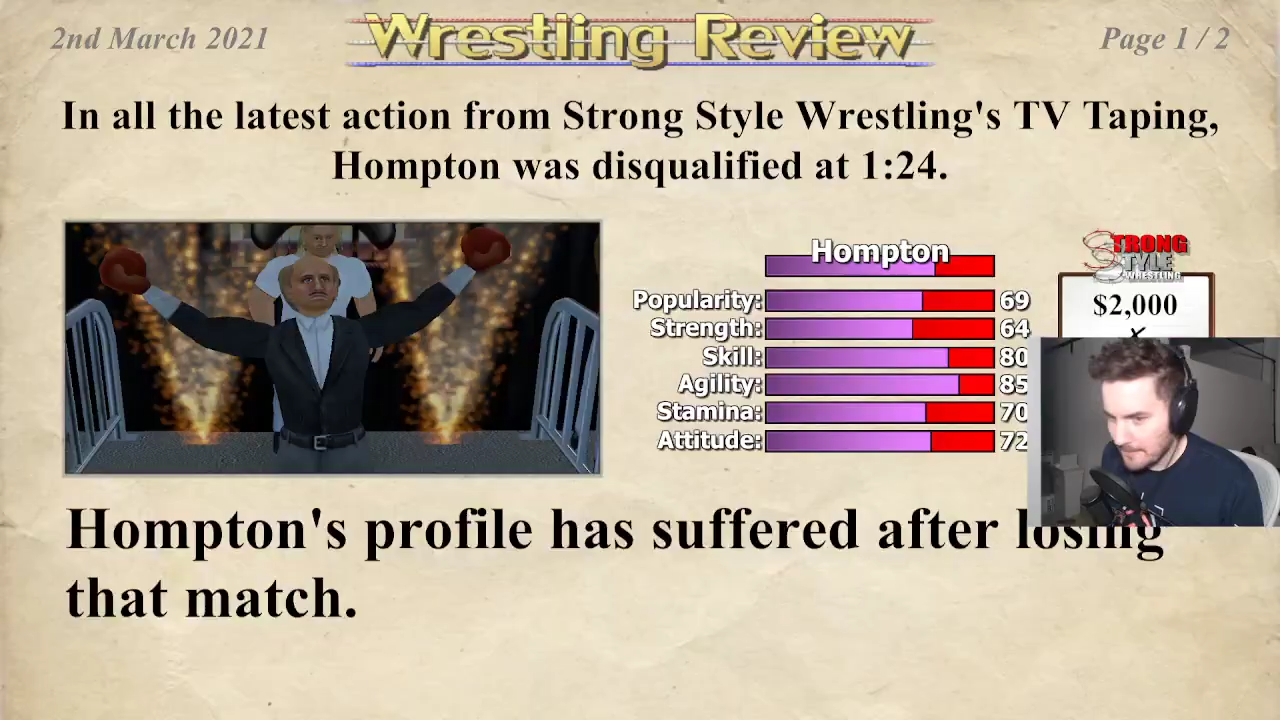 2nd March 2021
Wrestling Review
Page 1 / 2
In all the latest action from Strong Style Wrestling's TV Taping,
Hompton was disqualified at 1:24.
Hompton
Popularity: 69
Strength: 64
Skill: 80
Agility: 85
Stamina: 70
Attitude: 72
STRONG
STYLE
WRESTLING
$2,000
x
Hompton's profile has suffered after losing
that match.